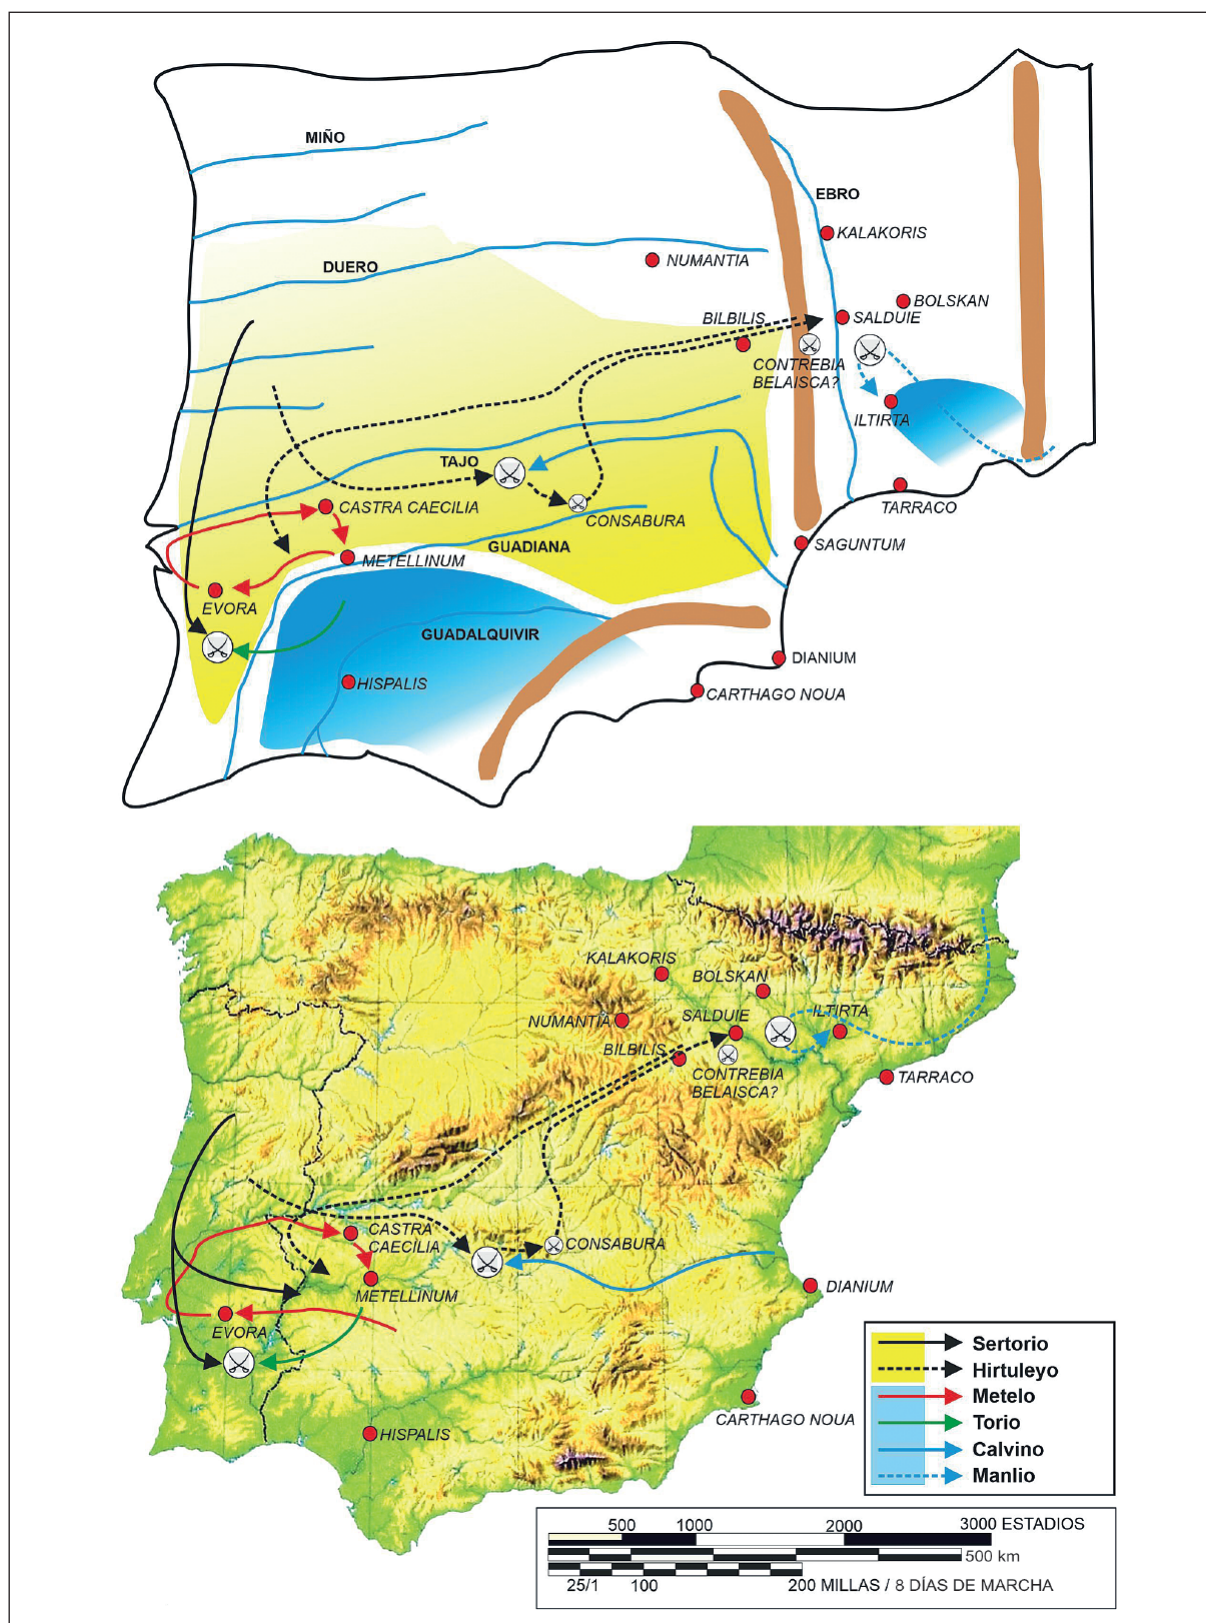 MIÑO
EBRO
KALAKORIS
NUMANTIA
DUERO
BOLSKAN
BILBILIS
SALDUIE
CONTREBIA
BELAISCA?
ILTIRTA
TAJO
CASTRA CAECILIA
TARRACO
CONSABURA
GUADIANA
SAGUNTUM
METELLINUM
EVORA
GUADALQUIVIR
DIANIUM
HISPALIS
CARTHAGO NOUA
KALAKORIS
BOLSKAN
SALDUIE
ILTIRTA
NUMANTIA
BILBILIS
CONTREBIA
BELAISCA?
TARRACO
CASTRA
CAECILIA
CONSABURA
METELLINUM
DIANIUM
EVORA
CARTHAGO NOUA
HISPALIS
Sertorio
Hirtuleyo
Metelo
Torio
Calvino
Manlio
500 1000 2000 3000 ESTADIOS
500 km
25/1 100 200 MILLAS / 8 DÍAS DE MARCHA